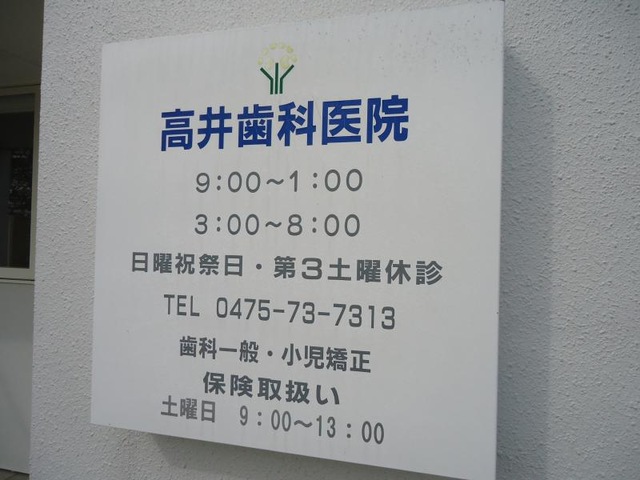 高井歯科医院
9:00～1:00
3:00～8:00
日曜祝祭日・第3土曜休診
TEL 0475-73-7313
歯科一般・小児矯正
保険取扱い
土曜日 9:00～13:00